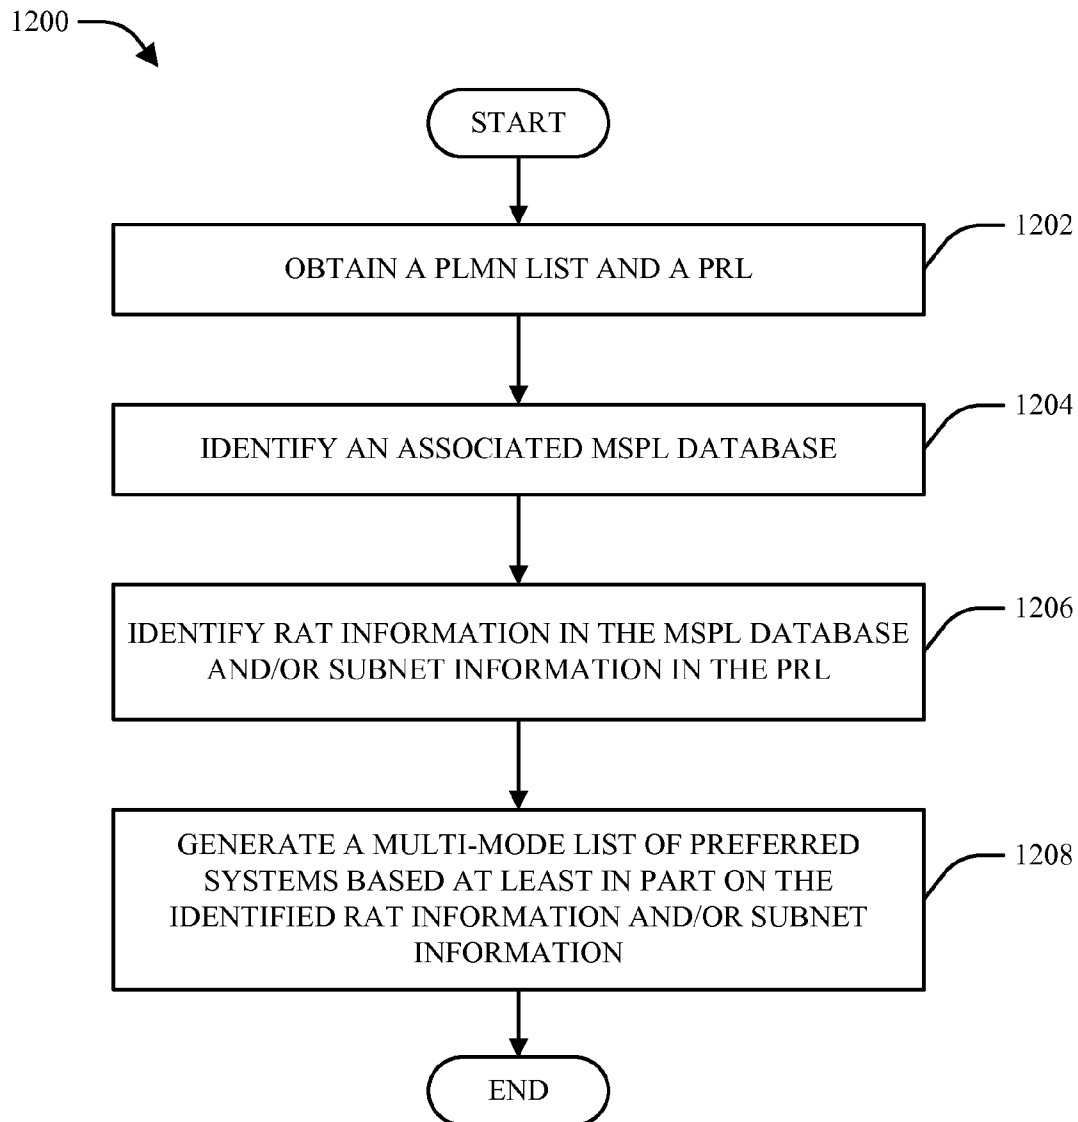 1200
START
OBTAIN A PLMN LIST AND A PRL
1202
IDENTIFY AN ASSOCIATED MSPL DATABASE
1204
IDENTIFY RAT INFORMATION IN THE MSPL DATABASE
AND/OR SUBNET INFORMATION IN THE PRL
1206
GENERATE A MULTI-MODE LIST OF PREFERRED
SYSTEMS BASED AT LEAST IN PART ON THE
IDENTIFIED RAT INFORMATION AND/OR SUBNET
INFORMATION
1208
END